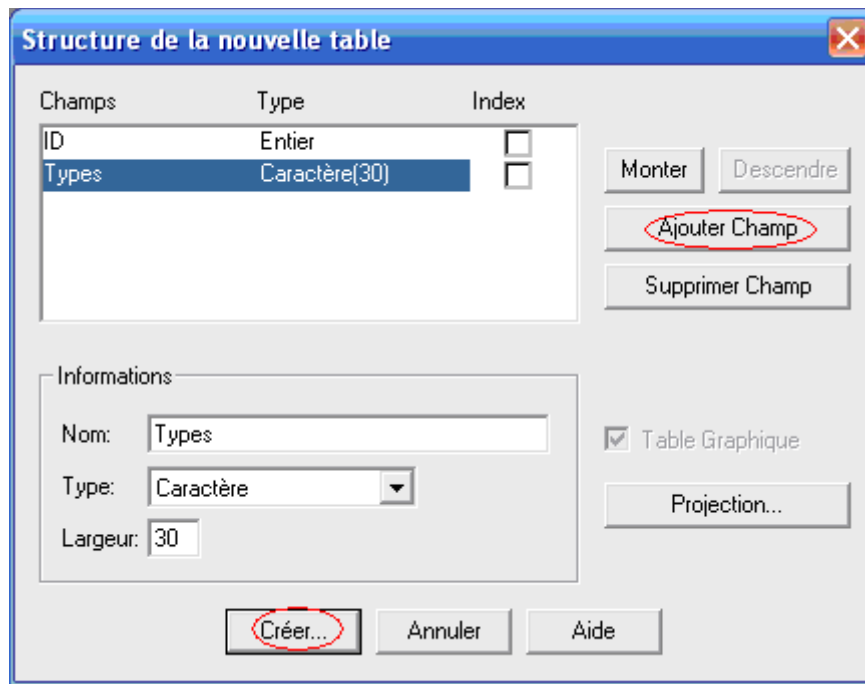 Structure de la nouvelle table
Champs Type Index
ID Entier
Types Caractère(30)
Monter Descendre
Ajouter Champ
Supprimer Champ
Informations
Nom: Types
Table Graphique
Type: Caractère
Projection...
Largeur: 30
Créer... Annuler Aide